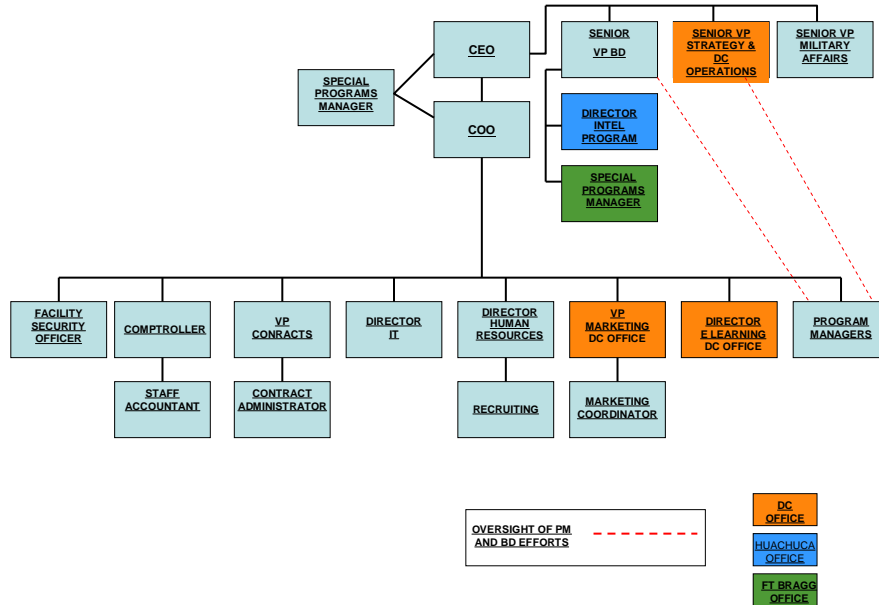 CEO
SENIOR
VP BD
SENIOR VP
STRATEGY &
DC
OPERATIONS
SENIOR VP
MILITARY
AFFAIRS
SPECIAL
PROGRAMS
MANAGER
COO
DIRECTOR
INTEL
PROGRAM
SPECIAL
PROGRAMS
MANAGER
FACILITY
SECURITY
OFFICER
COMPTROLLER
VP
CONRACTS
DIRECTOR
IT
DIRECTOR
HUMAN
RESOURCES
VP
MARKETING
DC OFFICE
DIRECTOR
E LEARNING
DC OFFICE
PROGRAM
MANAGERS
STAFF
ACCOUNTANT
CONTRACT
ADMINISTRATOR
RECRUITING
MARKETING
COORDINATOR
OVERSIGHT OF PM
AND BD EFFORTS
DC
OFFICE
HUACHUCA
OFFICE
FT BRAGG
OFFICE